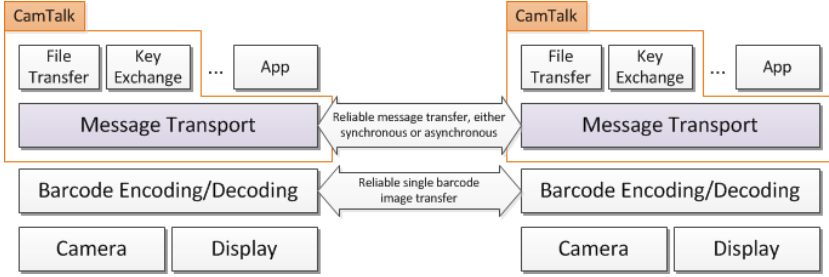 CamTalk
File
Transfer
Key
Exchange
...
App
Message Transport
Barcode Encoding/Decoding
Camera
Display
Reliable message transfer, either
synchronous or asynchronous
Reliable single barcode
image transfer
CamTalk
File
Transfer
Key
Exchange
...
App
Message Transport
Barcode Encoding/Decoding
Camera
Display